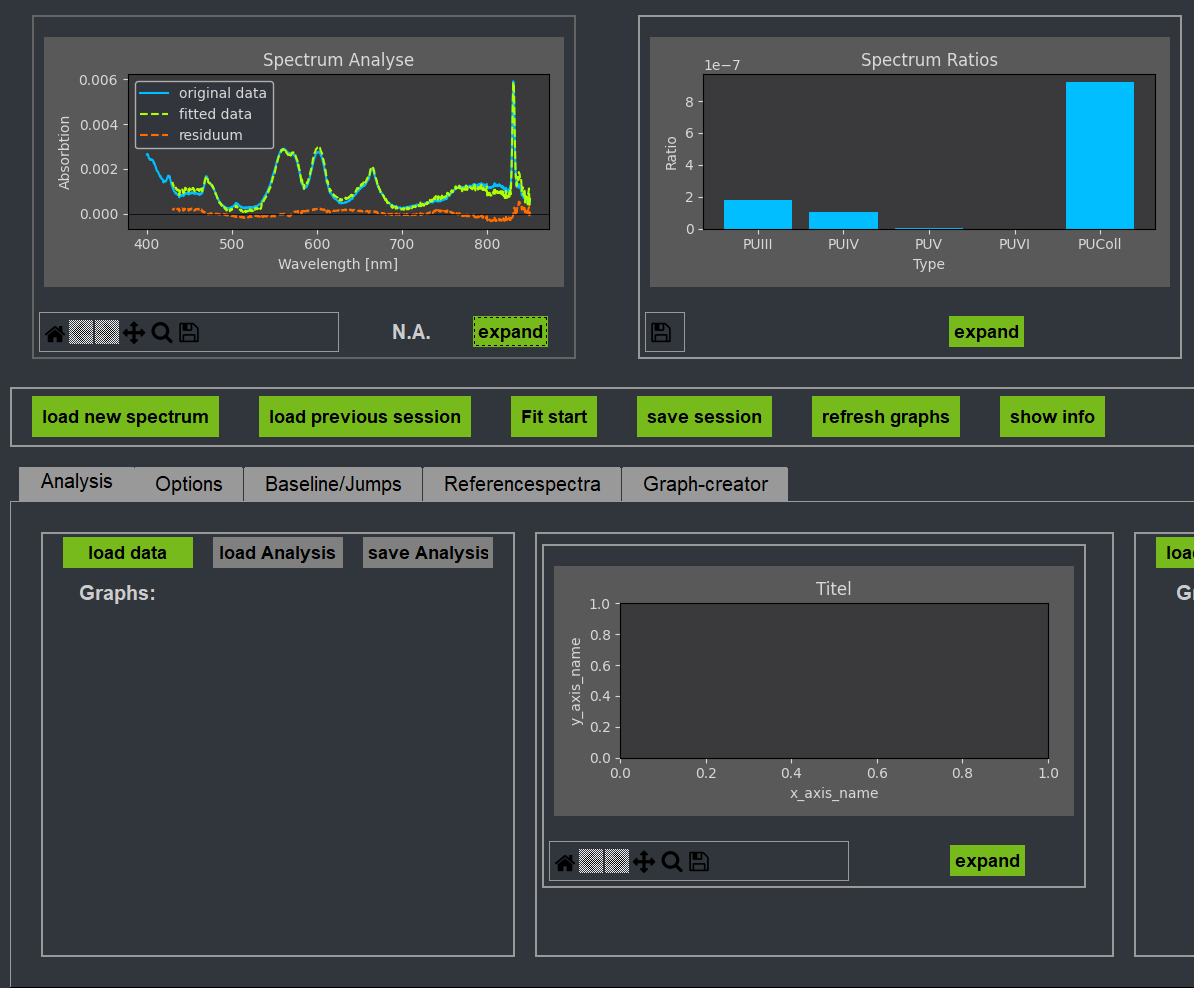 Spectrum Analyse
0.006
0.004
0.002
0.000
Absorbtion
original data
fitted data
residuum
400 500 600 700 800
Wavelength [nm]
N.A.
expand
Spectrum Ratios
1e−7
8
6
4
2
0
Ratio
PUIII PUIV PUV PUVI PUColl
Type
expand
load new spectrum load previous session Fit start save session refresh graphs show info
Analysis Options Baseline/Jumps Referencespectra Graph-creator
load data load Analysis save Analysis
Graphs:
Titel
1.0
0.8
0.6
0.4
0.2
0.0
y_axis_name
0.0 0.2 0.4 0.6 0.8 1.0
x_axis_name
expand